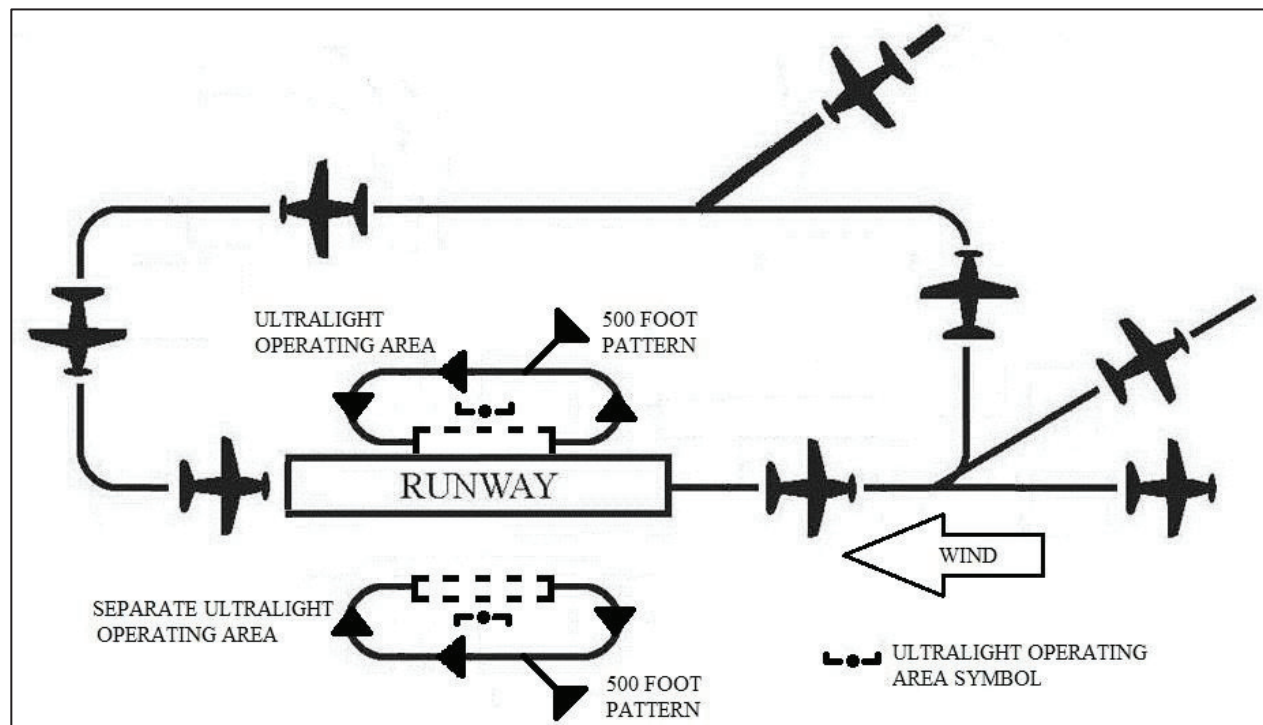 ULTRALIGHT
OPERATING AREA
500 FOOT
PATTERN
RUNWAY
WIND
SEPARATE ULTRALIGHT
OPERATING AREA
500 FOOT
PATTERN
ULTRALIGHT OPERATING
AREA SYMBOL